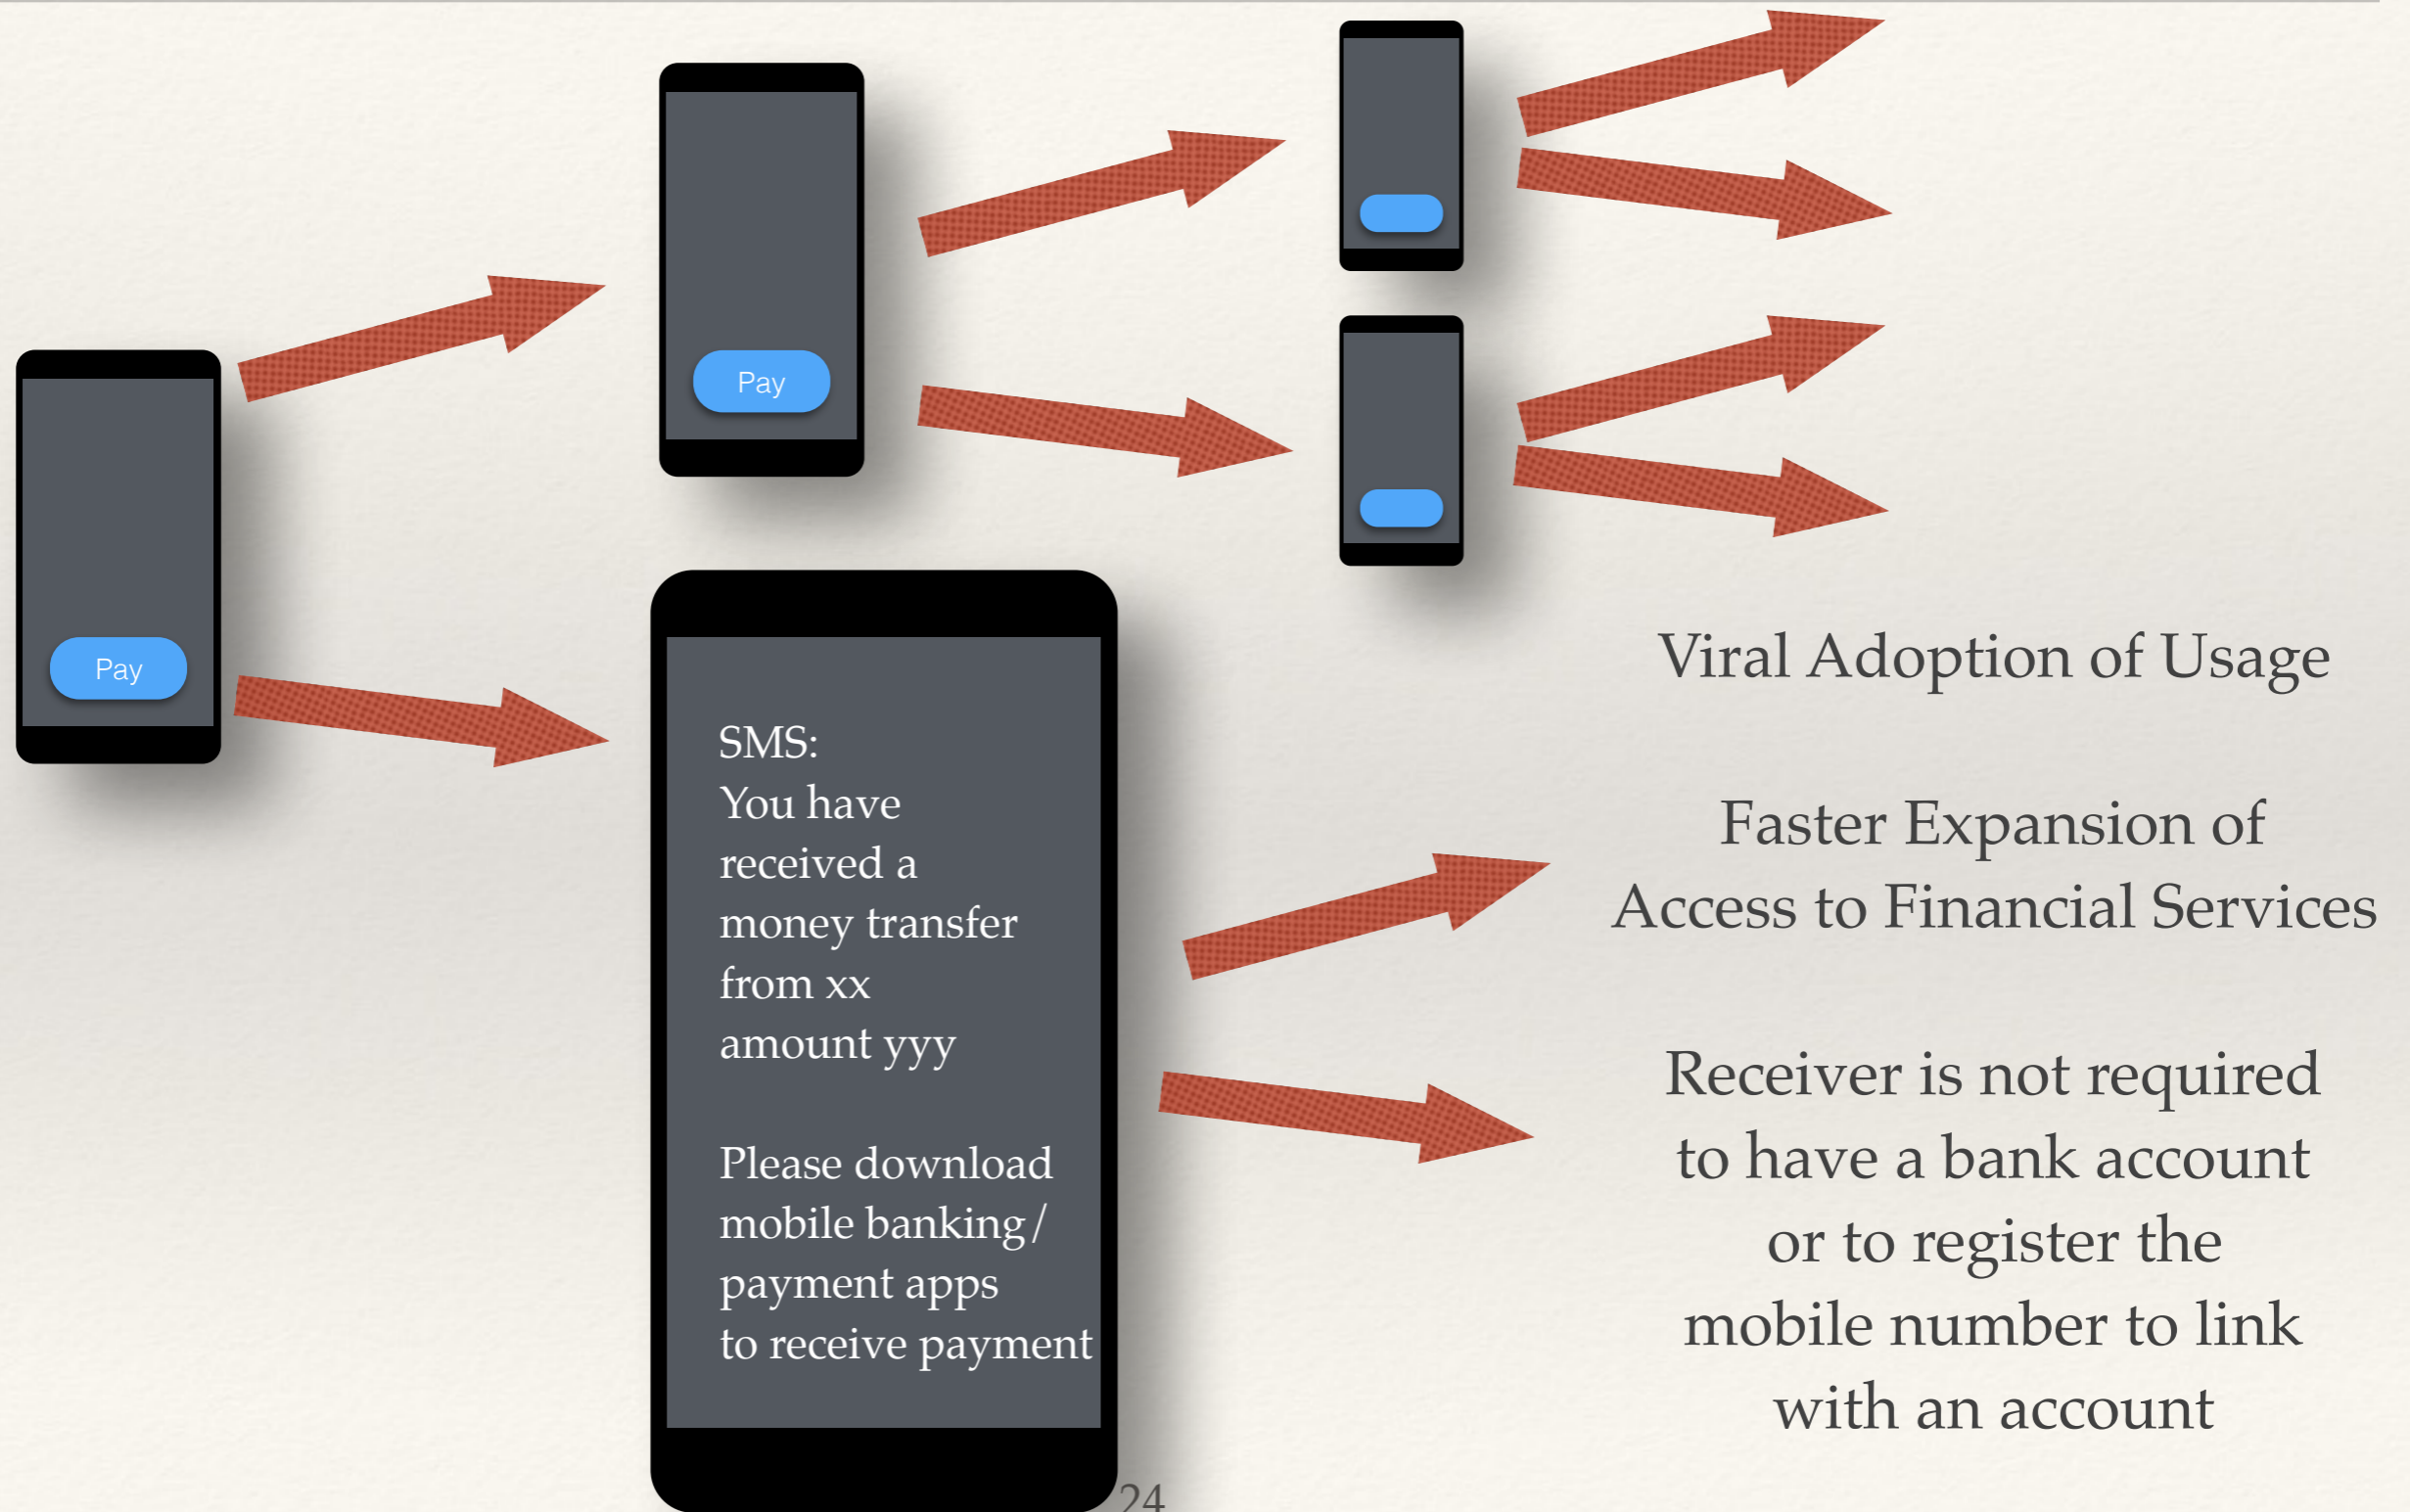 Pay
Pay
SMS:
You have
received a
money transfer
from xx
amount yyy
Please download
mobile banking/
payment apps
to receive payment
Viral Adoption of Usage
Faster Expansion of
Access to Financial Services
Receiver is not required
to have a bank account
or to register the
mobile number to link
with an account
24